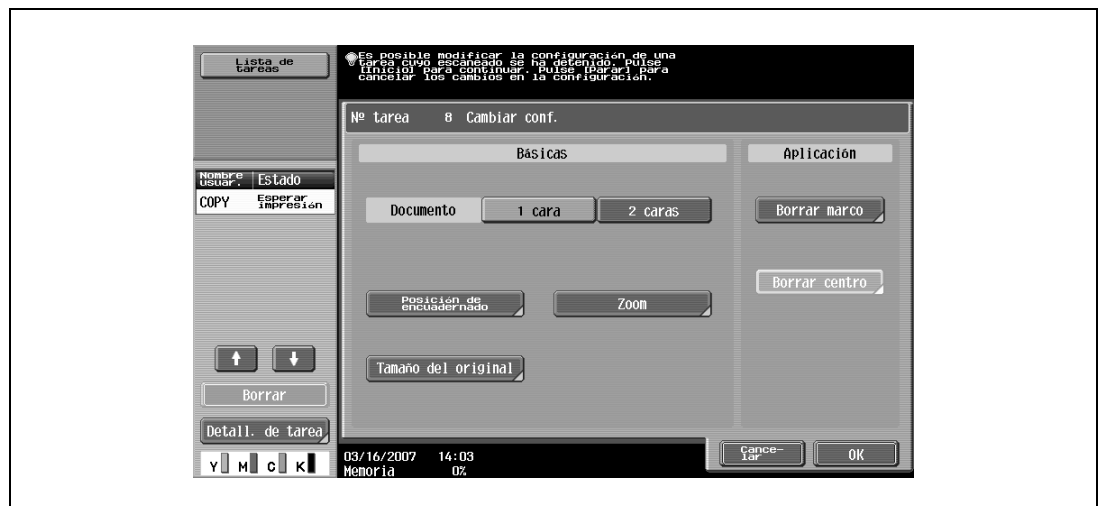 Lista de
tareas
Es posible modificar la configuración de una
tarea cuyo escaneado se ha detenido. Pulse
[Inicio] para continuar. Pulse [Parar] para
cancelar los cambios en la configuración.
Nº tarea 8 Cambiar conf.
Básicas
Aplicación
Nombre
usuar.
Estado
COPY
Esperar
impresión
Documento
1 cara
2 caras
Borrar marco
Borrar centro
Posición de
encuadernado
Zoom
Tamaño del original
Borrar
Detall. de tarea
Y M C K
03/16/2007 14:03
Memoria 0%
Cance-
lar
OK